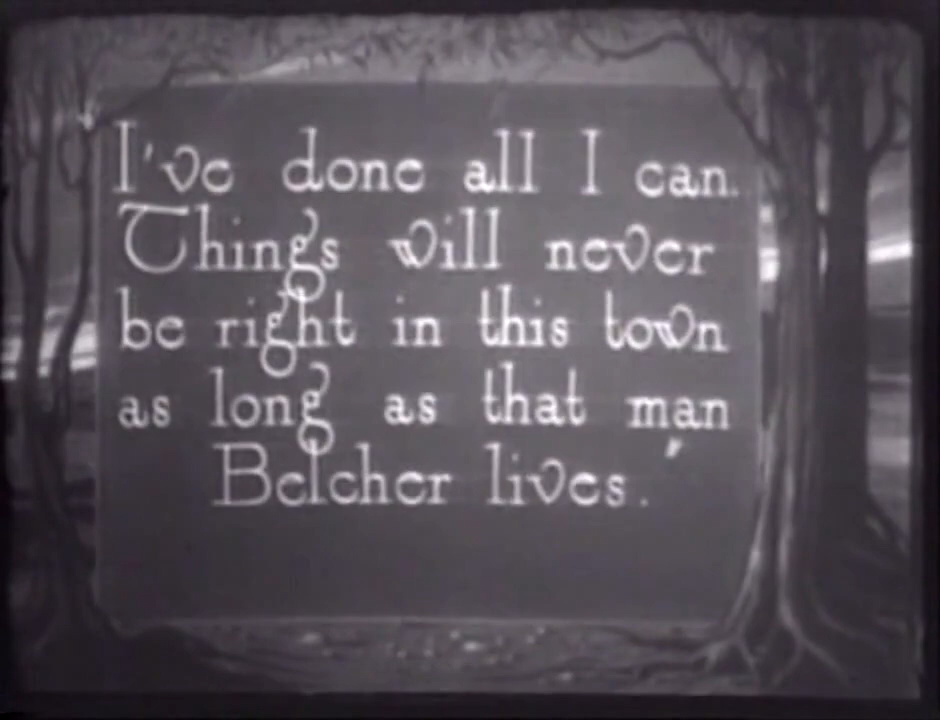 I've done all I can.
Things will never
be right in this town
as long as that man
Belcher lives."